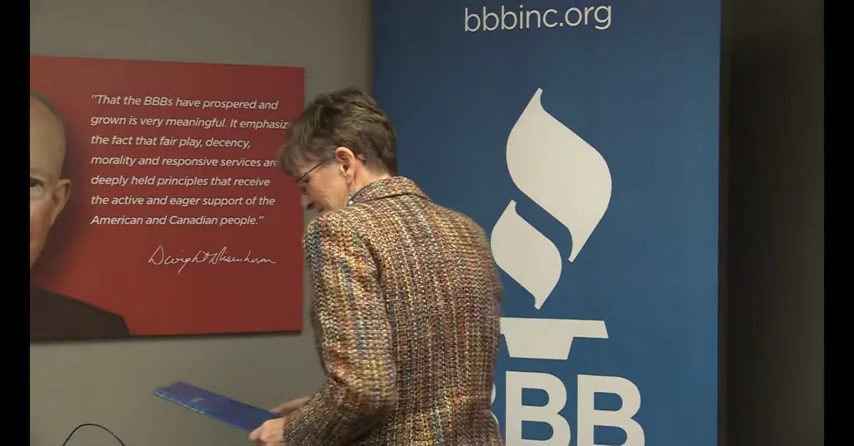 bbbinc.org
"That the BBBs have prospered and
grown is very meaningful. It emphasiz
the fact that fair play, decency,
morality and responsive services are
deeply held principles that receive
the active and eager support of the
American and Canadian people."
Dwight Eisenhower
BBB